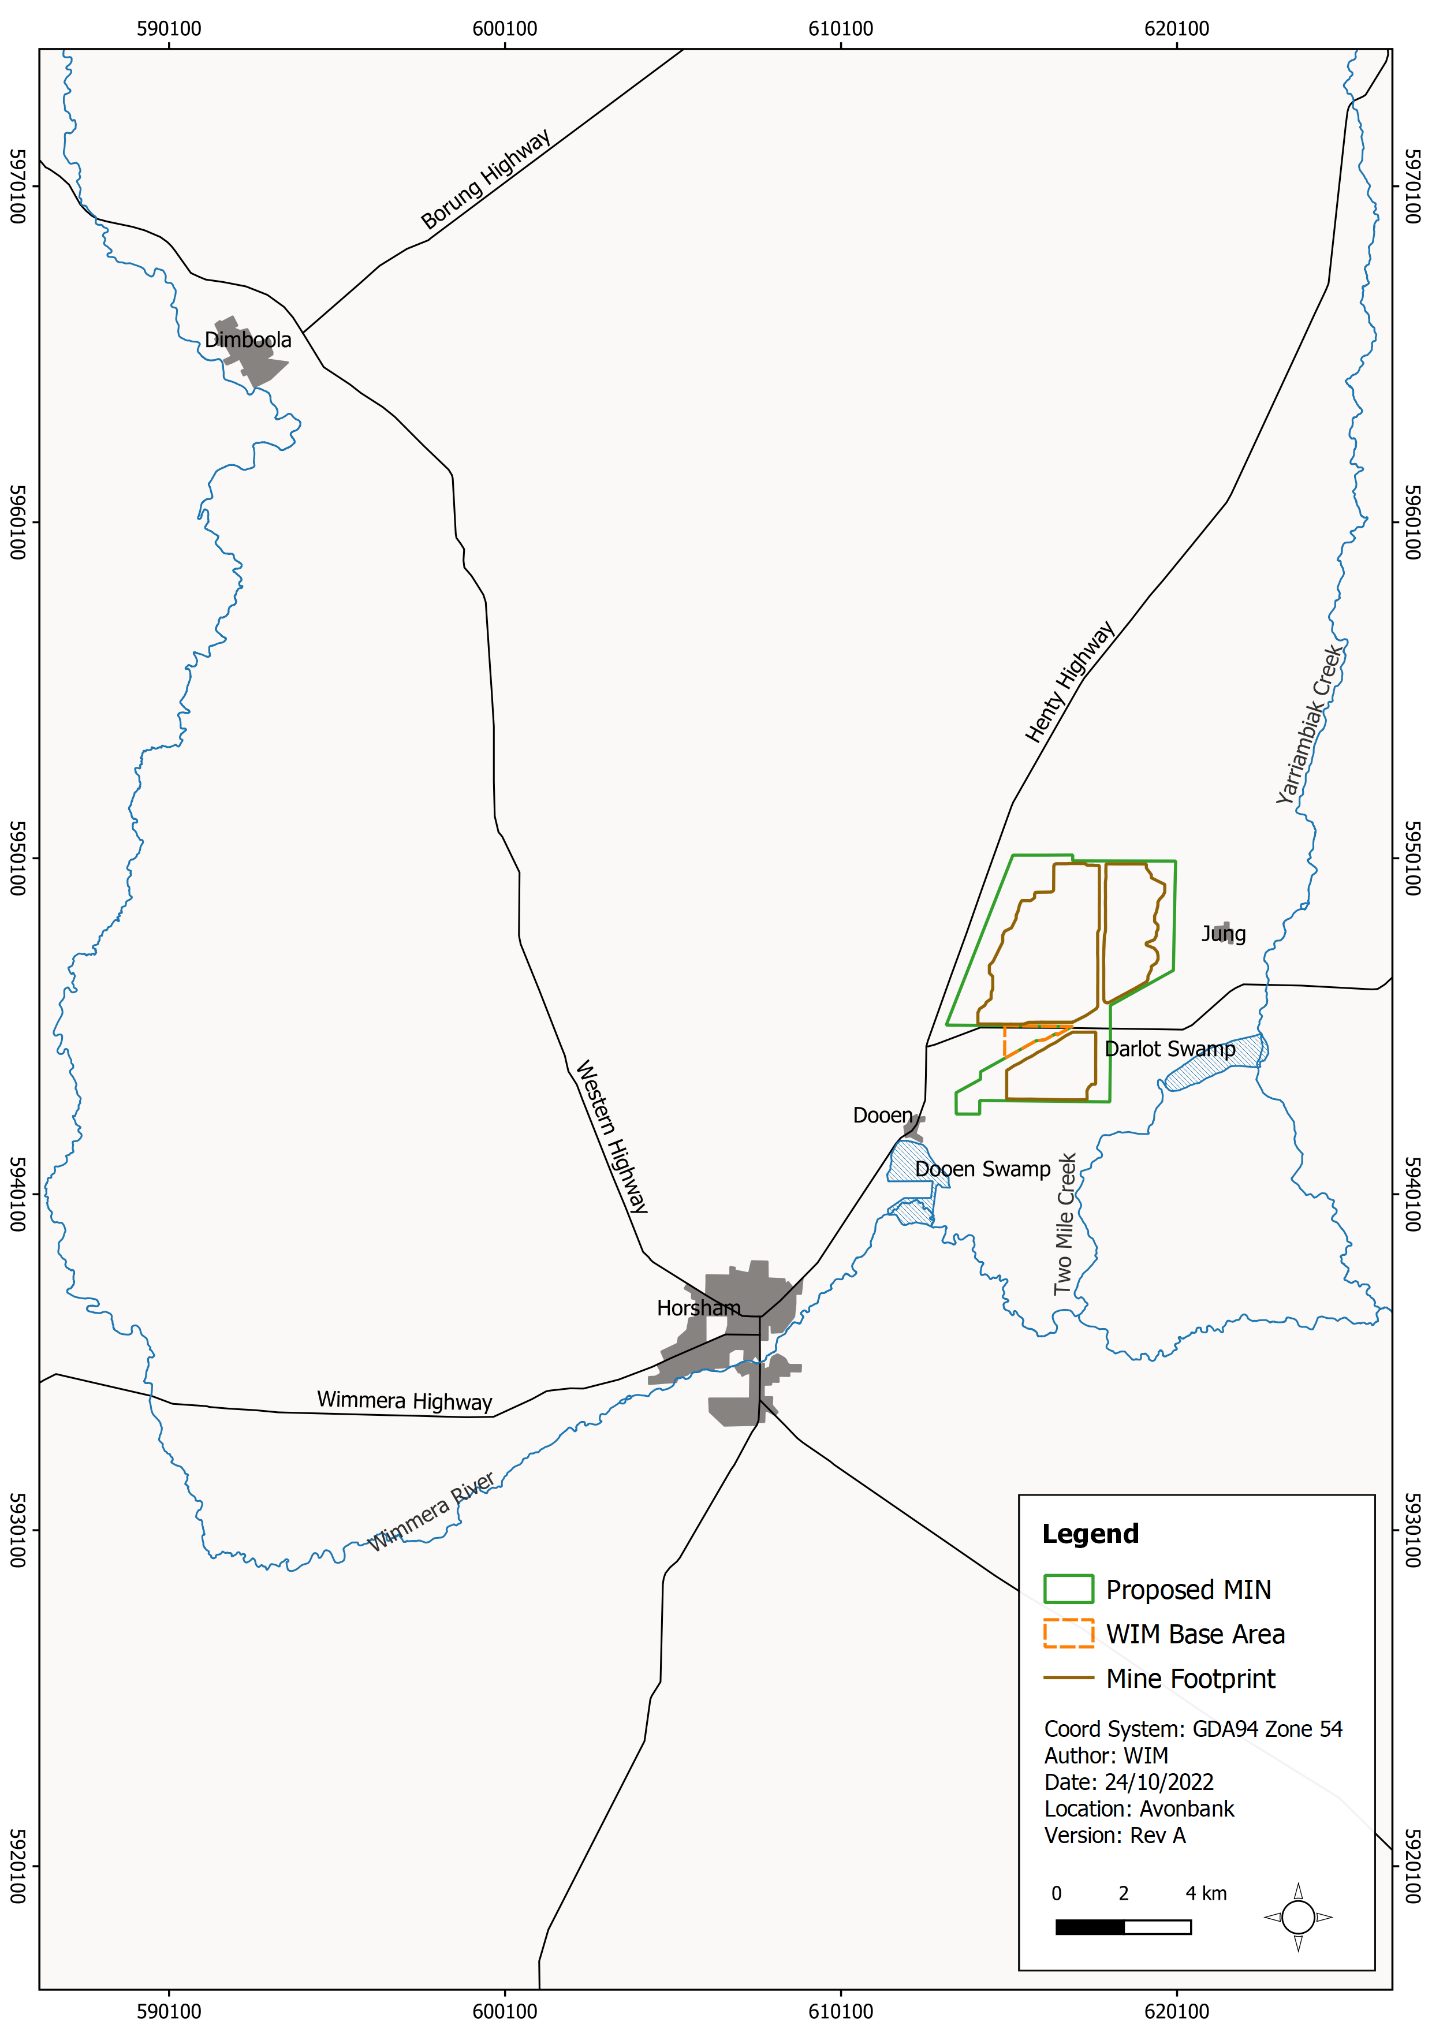 590100
600100
610100
620100
5970100
5970100
Borung Highway
Dimboola
5960100
5960100
Henty Highway
Yarriambiak Creek
5950100
5950100
Jung
Darlot Swamp
Western Highway
Dooen
Dooen Swamp
Two Mile Creek
5940100
5940100
Horsham
Wimmera Highway
Wimmera River
5930100
5930100
Legend
Proposed MIN
WIM Base Area
Mine Footprint
Coord System: GDA94 Zone 54
Author: WIM
Date: 24/10/2022
Location: Avonbank
Version: Rev A
5920100
5920100
0 2 4 km
590100
600100
610100
620100